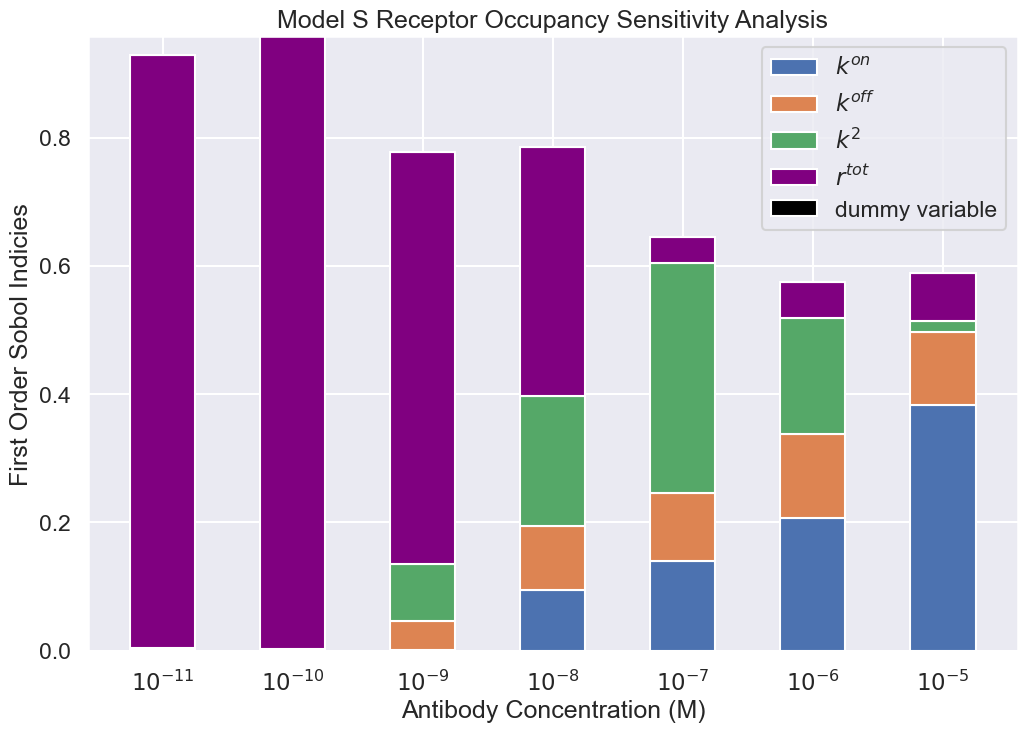 Model S Receptor Occupancy Sensitivity Analysis
k^{on}
k^{off}
k^{2}
r^{tot}
dummy variable
First Order Sobol Indicies
0.8
0.6
0.4
0.2
0.0
10^{-11} 10^{-10} 10^{-9} 10^{-8} 10^{-7} 10^{-6} 10^{-5}
Antibody Concentration (M)